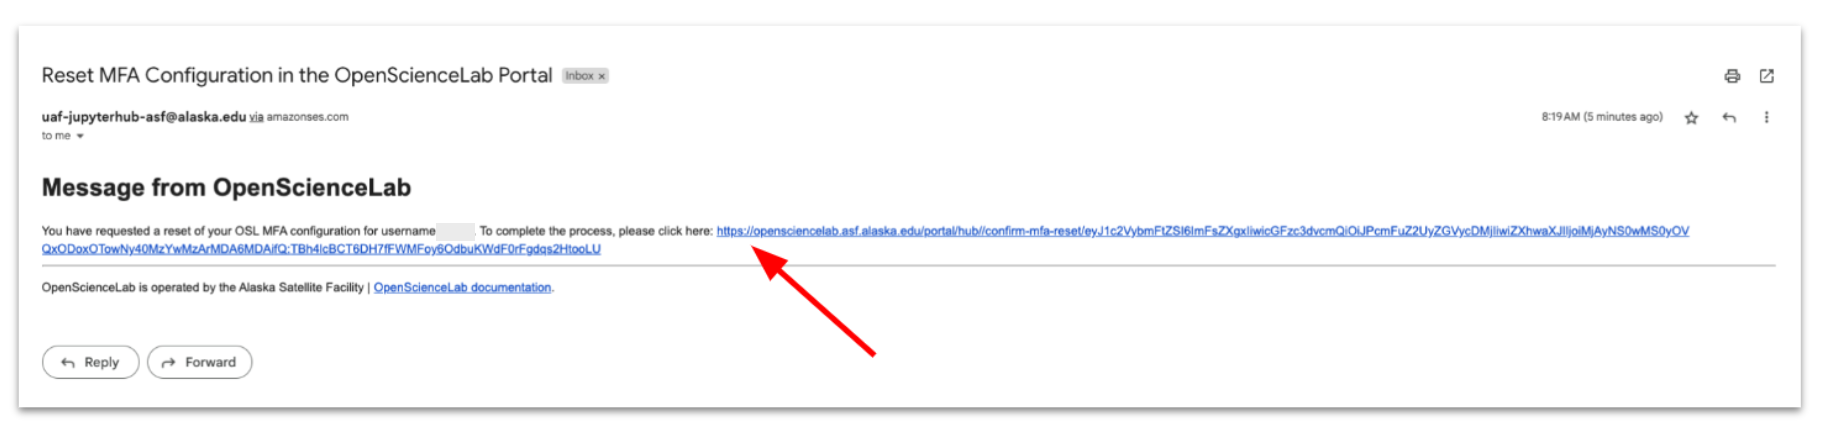 Reset MFA Configuration in the OpenScienceLab Portal Inbox x
uaf-jupyterhub-asf@alaska.edu via amazonses.com 8:19 AM (5 minutes ago)
to me
Message from OpenScienceLab
You have requested a reset of your OSL MFA configuration for username . To complete the process, please click here: https://opensciencelab.asf.alaska.edu/portal/hub//confirm-mfa-reset/eyJ1c2VybmFtZSI6ImFsZXgxIiwicGFzc3dvcmQiOiJPcmFuZ2UyZGVycDMjIiwiZXhwaXJlIjoiMjAyNS0wMS0yOV
QxODoxOTowNy40MzYwMzArMDA6MDAifQ:TBh4lcBCT6DH7fFWMFoy6OdbuKWdF0rFgdqs2HtooLU
OpenScienceLab is operated by the Alaska Satellite Facility | OpenScienceLab documentation.
Reply Forward